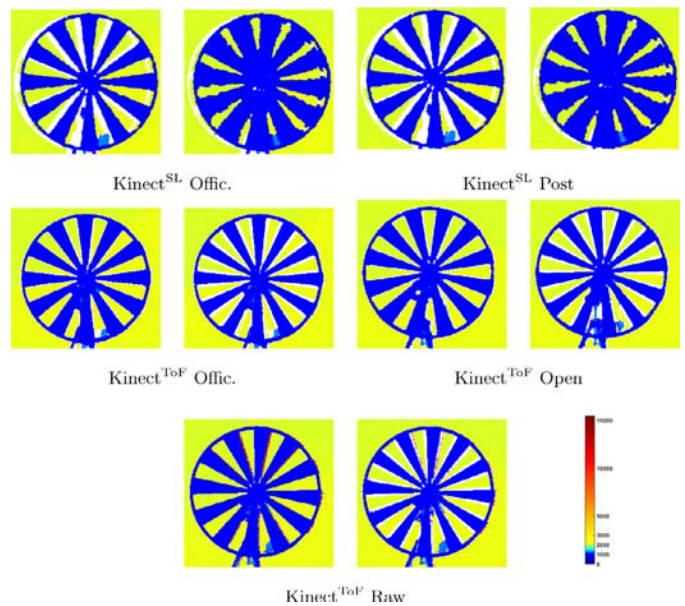 Kinect^SL Offic.
Kinect^SL Post
Kinect^ToF Offic.
Kinect^ToF Open
15000
10000
5000
3000
2000
1000
0
Kinect^ToF Raw